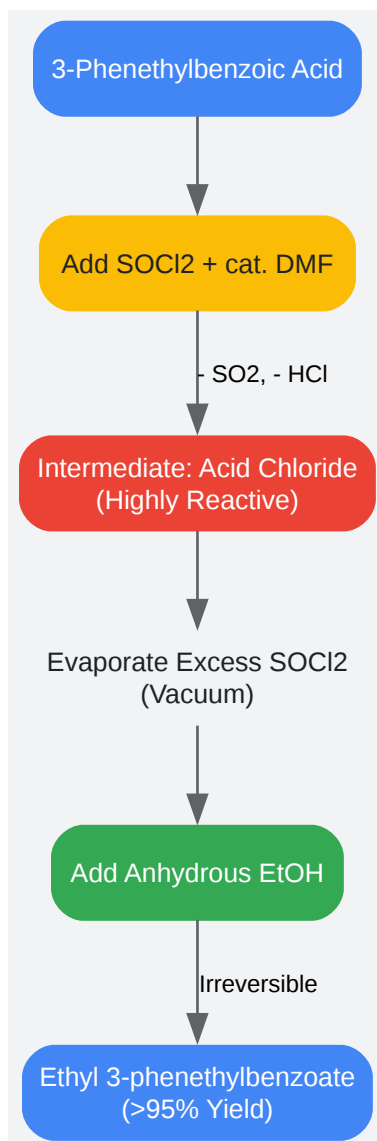 3-Phenethylbenzoic Acid
Add SOCl2 + cat. DMF
- SO2, - HCl
Intermediate: Acid Chloride
(Highly Reactive)
Evaporate Excess SOCl2
(Vacuum)
Add Anhydrous EtOH
Irreversible
Ethyl 3-phenethylbenzoate
(>95% Yield)